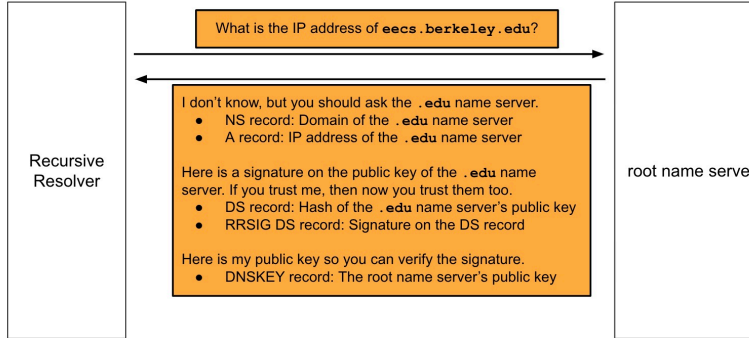 What is the IP address of eecs.berkeley.edu?
I don't know, but you should ask the .edu name server.
● NS record: Domain of the .edu name server
● A record: IP address of the .edu name server
Here is a signature on the public key of the .edu name
server. If you trust me, then now you trust them too.
● DS record: Hash of the .edu name server's public key
● RRSIG DS record: Signature on the DS record
Here is my public key so you can verify the signature.
● DNSKEY record: The root name server's public key
Recursive
Resolver
root name serve